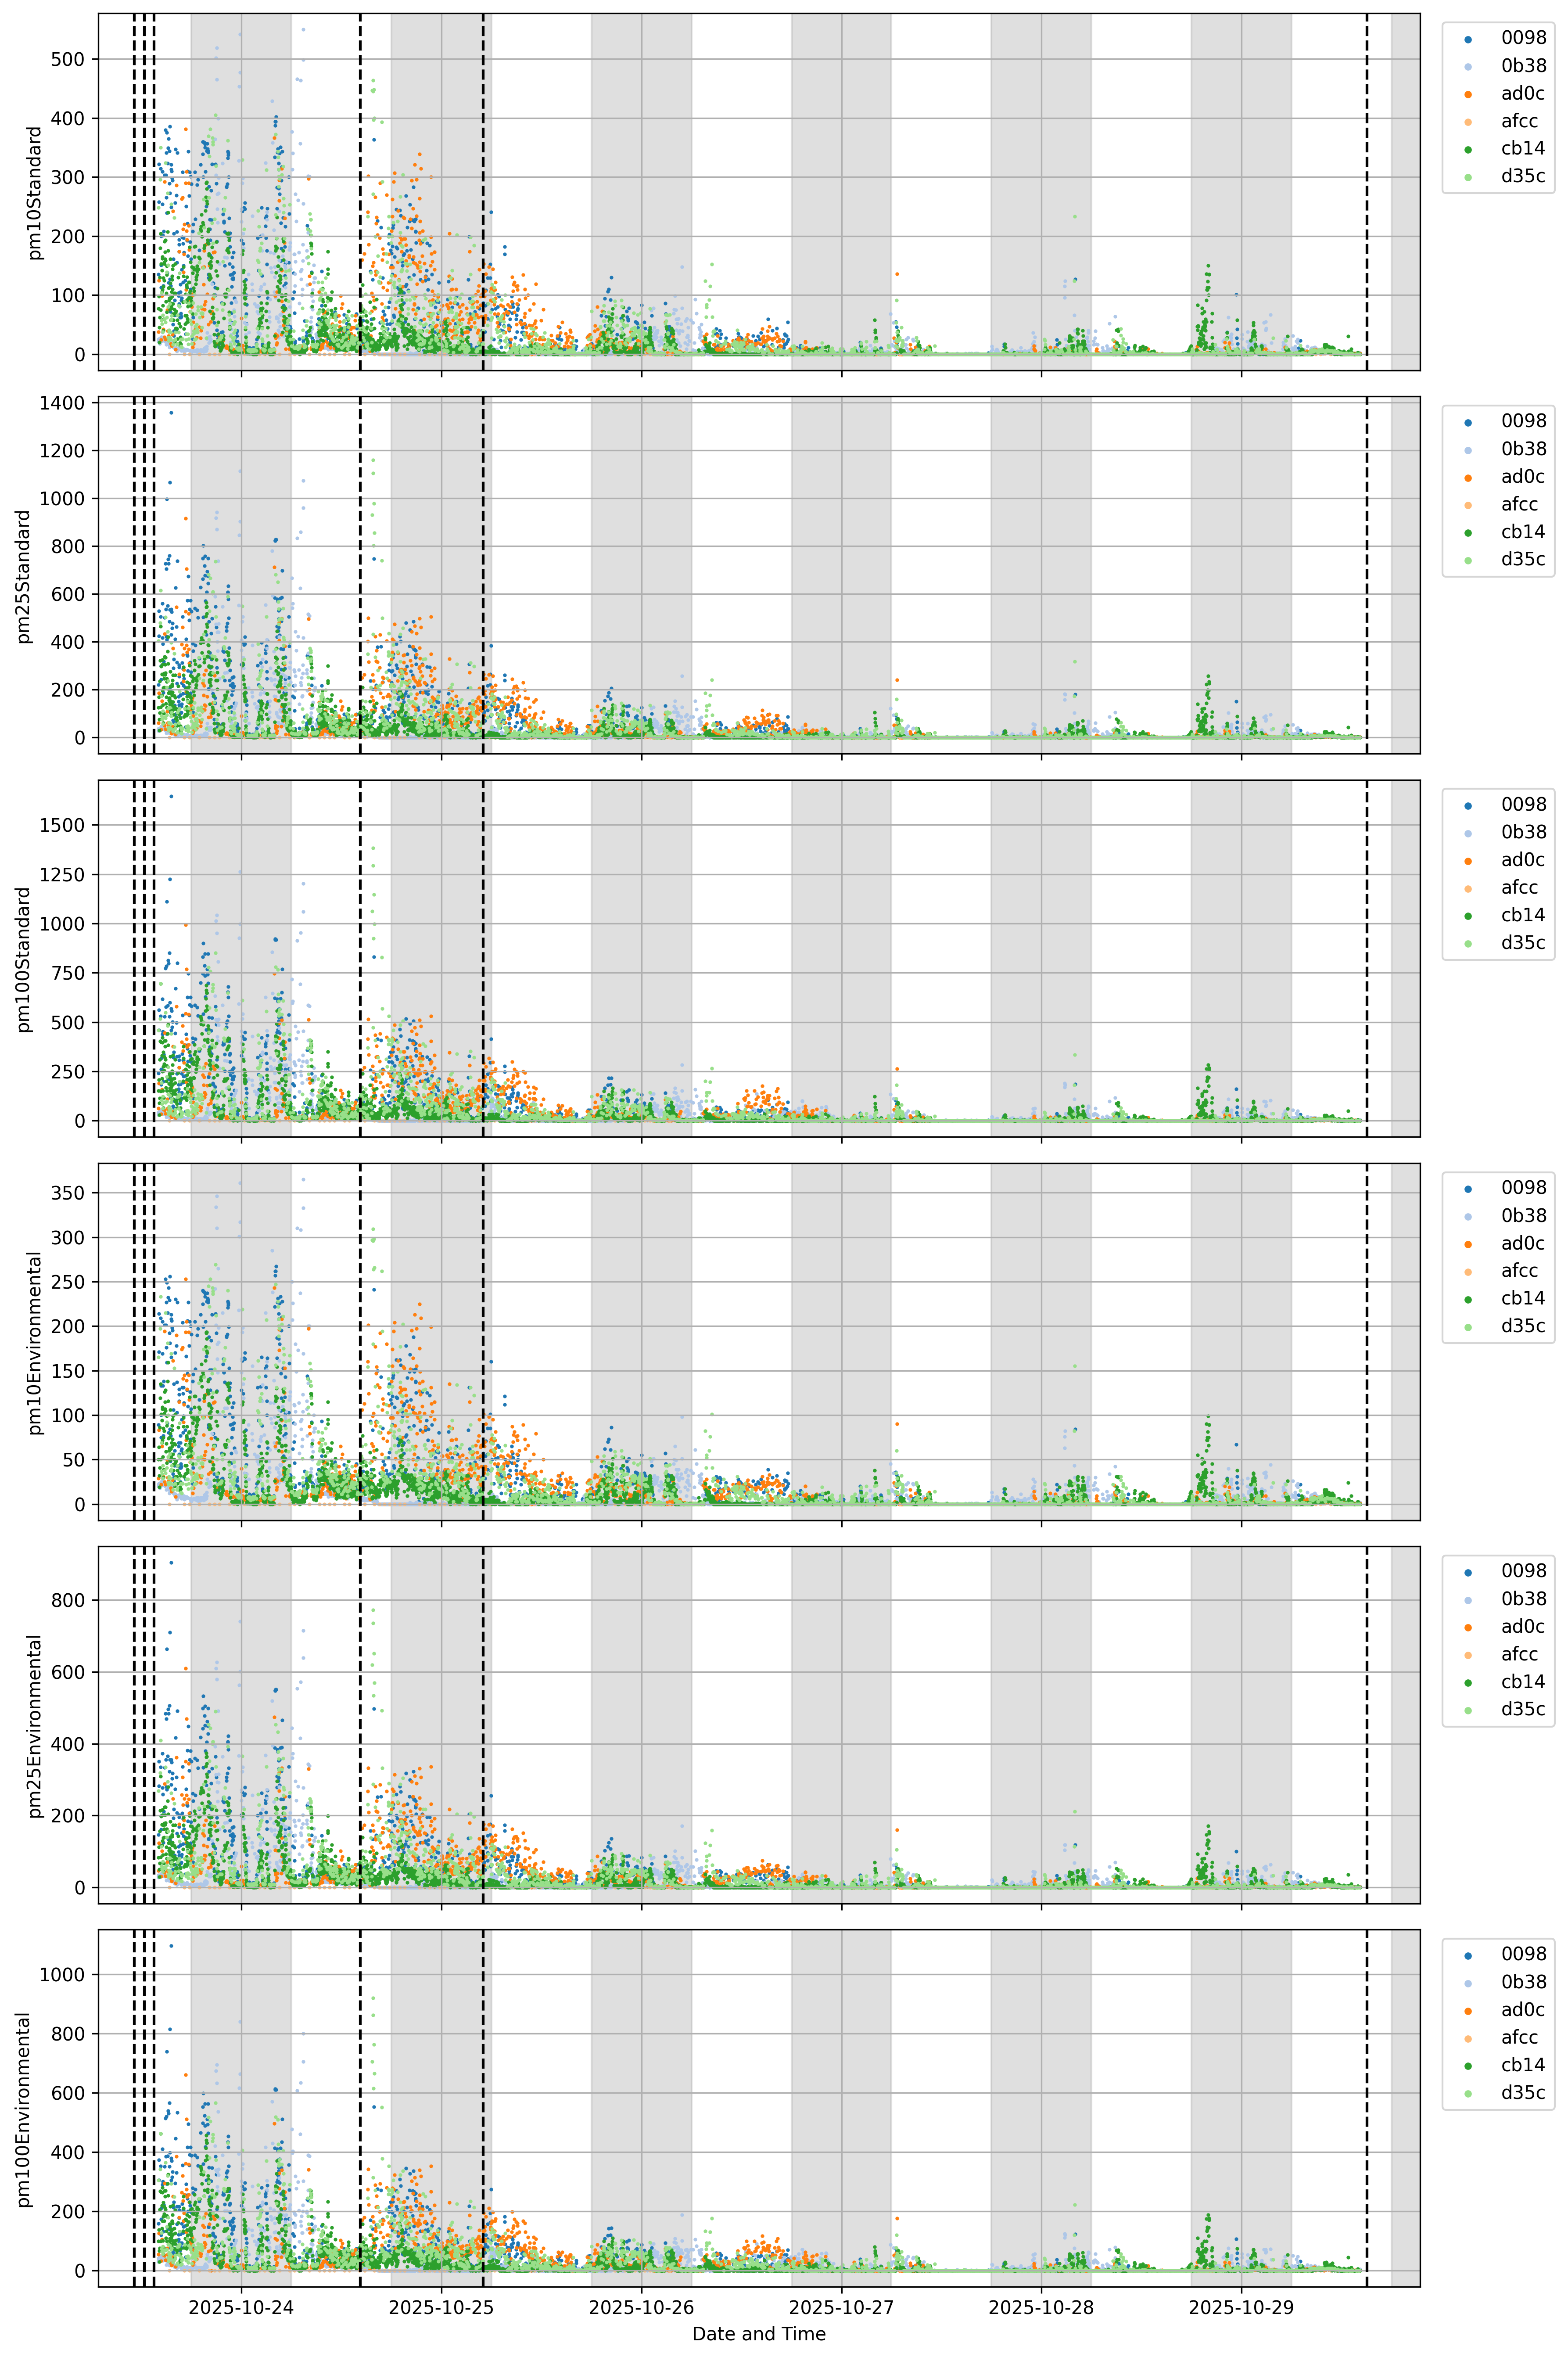 pm10Standard
500
400
300
200
100
0
0098
0b38
ad0c
afcc
cb14
d35c
pm25Standard
1400
1200
1000
800
600
400
200
0
0098
0b38
ad0c
afcc
cb14
d35c
pm100Standard
1500
1250
1000
750
500
250
0
0098
0b38
ad0c
afcc
cb14
d35c
pm10Environmental
350
300
250
200
150
100
50
0
0098
0b38
ad0c
afcc
cb14
d35c
pm25Environmental
800
600
400
200
0
0098
0b38
ad0c
afcc
cb14
d35c
pm100Environmental
1000
800
600
400
200
0
0098
0b38
ad0c
afcc
cb14
d35c
2025-10-24
2025-10-25
2025-10-26
2025-10-27
2025-10-28
2025-10-29
Date and Time